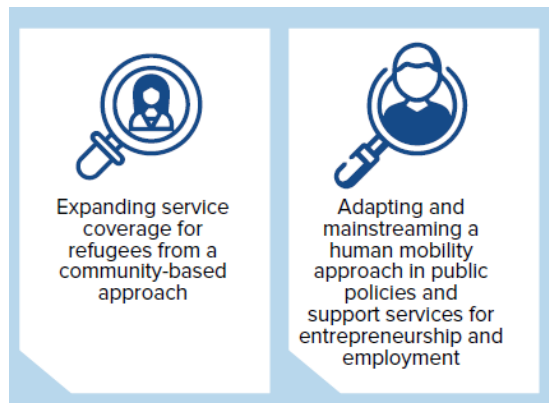 Expanding service
coverage for
refugees from a
community-based
approach
Adapting and
mainstreaming a
human mobility
approach in public
policies and
support services for
entrepreneurship and
employment